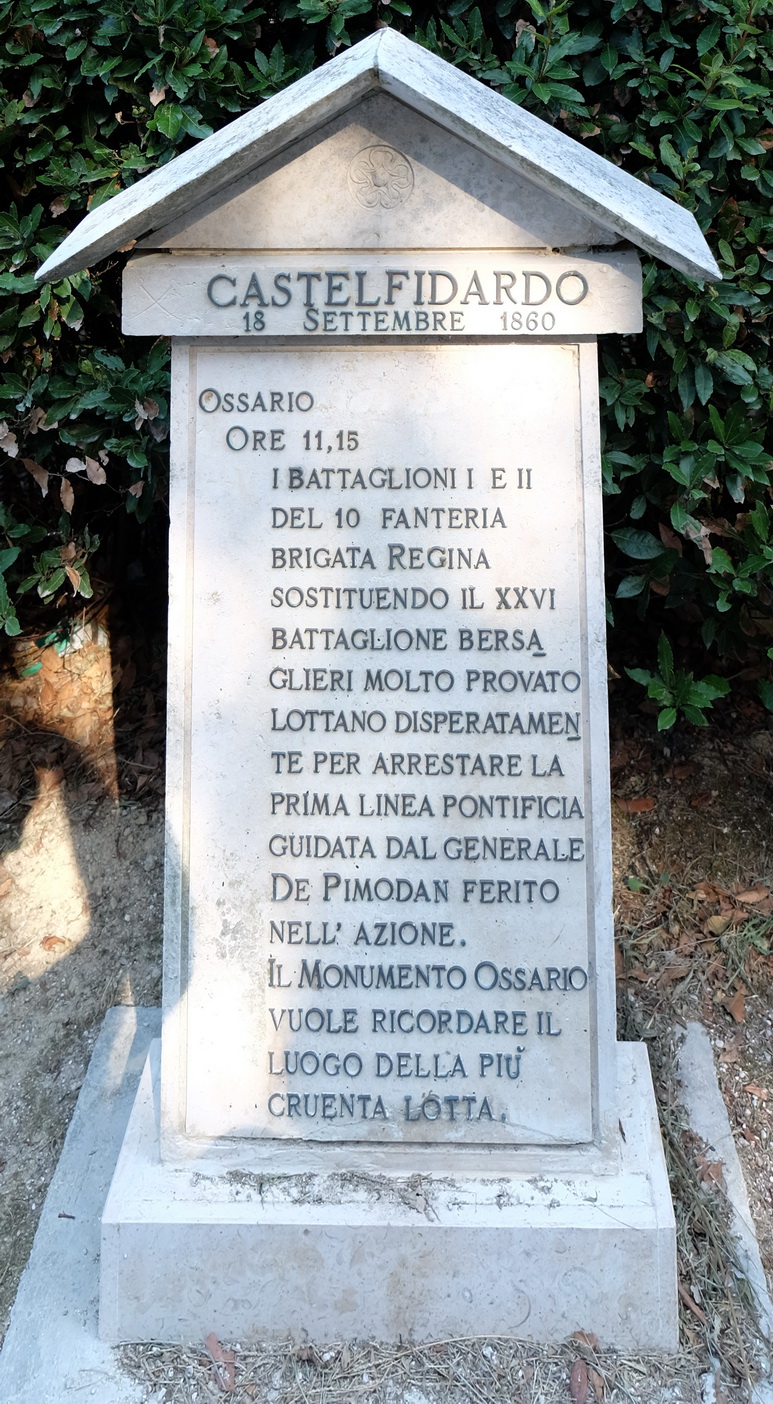 CASTELFIDARDO
18 SETTEMBRE 1860
OSSARIO
ORE 11,15
I BATTAGLIONI I E II
DEL 10 FANTERIA
BRIGATA REGINA
SOSTITUENDO IL XXVI
BATTAGLIONE BERSA
GLIERI MOLTO PROVATO
LOTTANO DISPERATAMEN
TE PER ARRESTARE LA
PRIMA LINEA PONTIFICIA
GUIDATA DAL GENERALE
DE PIMODAN FERITO
NELL' AZIONE.
IL MONUMENTO OSSARIO
VUOLE RICORDARE IL
LUOGO DELLA PIÙ
CRUENTA LOTTA.